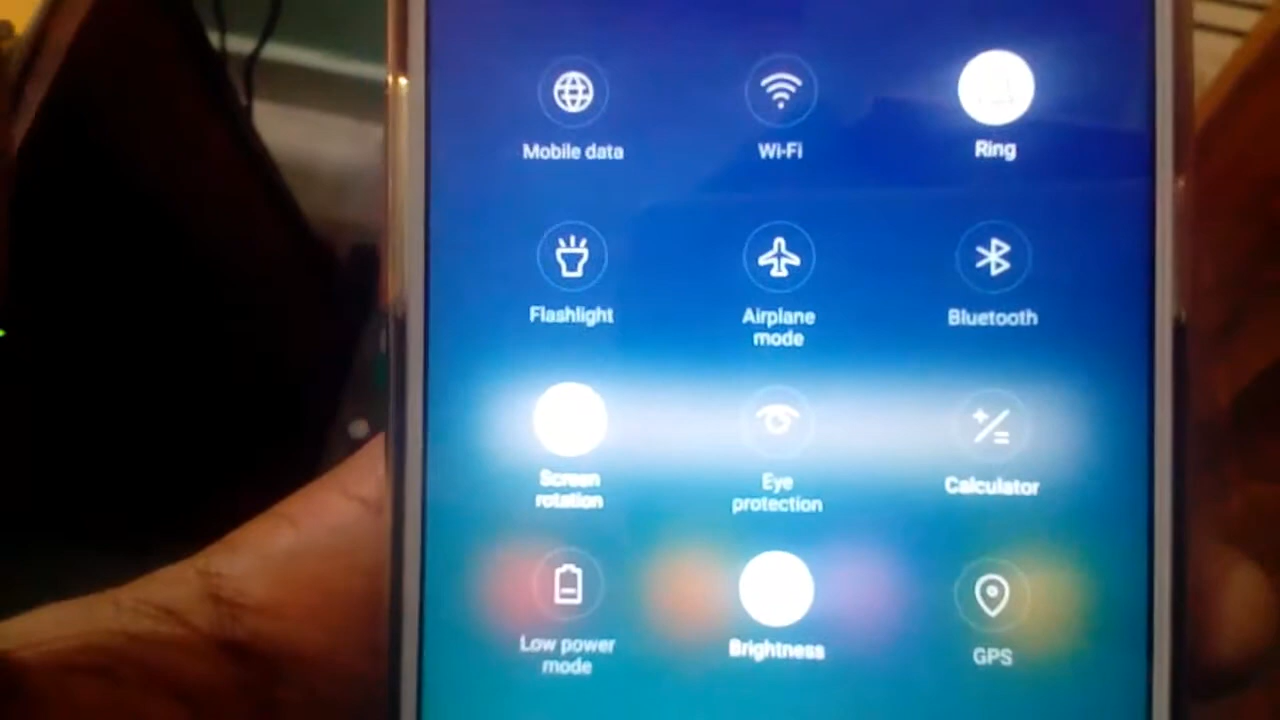 Mobile data
Wi-Fi
Ring
Flashlight
Airplane
mode
Bluetooth
Screen
rotation
Eye
protection
Calculator
Low power
mode
Brightness
GPS